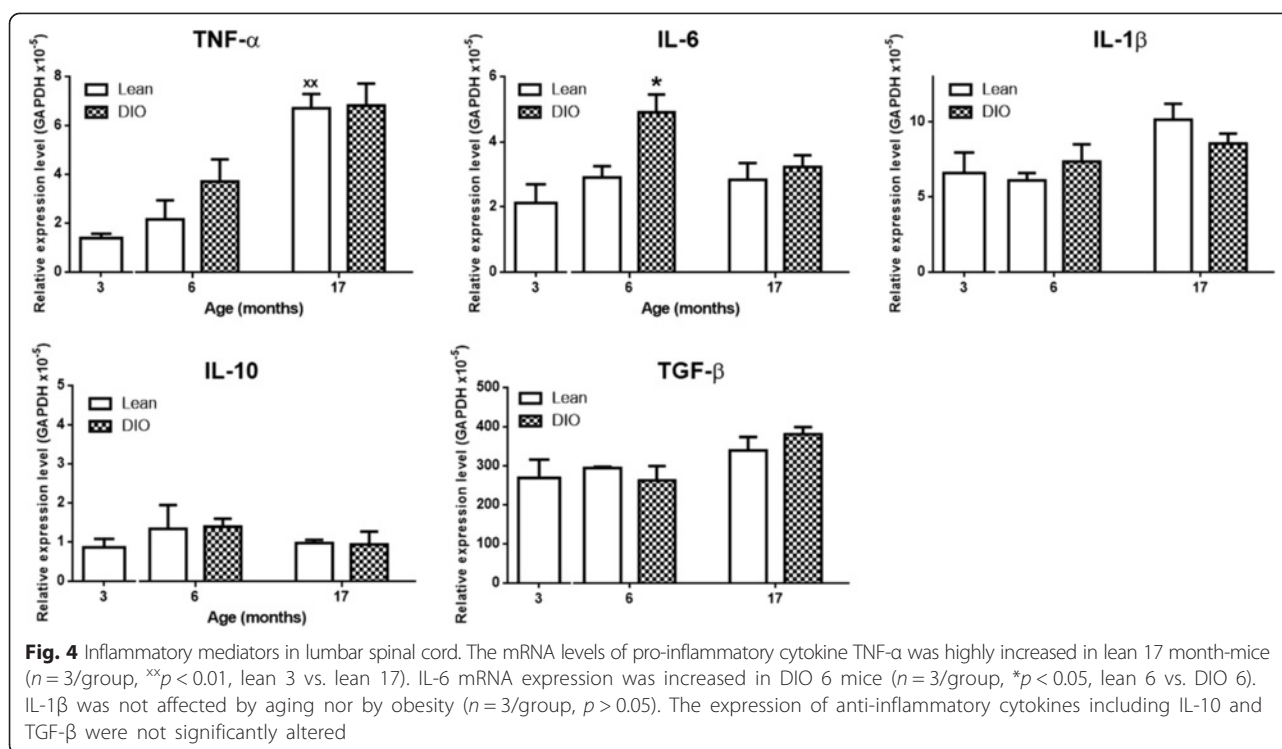 TNF-α
Relative expression level (GAPDH x10⁻⁵)
8
6
4
2
0
Lean
DIO
xx
3
6
17
Age (months)
IL-6
Relative expression level (GAPDH x10⁻⁵)
6
4
2
0
Lean
DIO
*
3
6
17
Age (months)
IL-1β
Relative expression level (GAPDH x10⁻⁵)
10
5
0
Lean
DIO
3
6
17
IL-10
Relative expression level (GAPDH x10⁻⁵)
5
4
3
2
1
0
Lean
DIO
3
6
17
Age (months)
TGF-β
Relative expression level (GAPDH x10⁻⁵)
500
400
300
200
100
0
Lean
DIO
3
6
17
Fig. 4 Inflammatory mediators in lumbar spinal cord. The mRNA levels of pro-inflammatory cytokine TNF-α was highly increased in lean 17 month-mice
(n = 3/group, ˣˣp < 0.01, lean 3 vs. lean 17). IL-6 mRNA expression was increased in DIO 6 mice (n = 3/group, *p < 0.05, lean 6 vs. DIO 6).
IL-1β was not affected by aging nor by obesity (n = 3/group, p > 0.05). The expression of anti-inflammatory cytokines including IL-10 and
TGF-β were not significantly altered